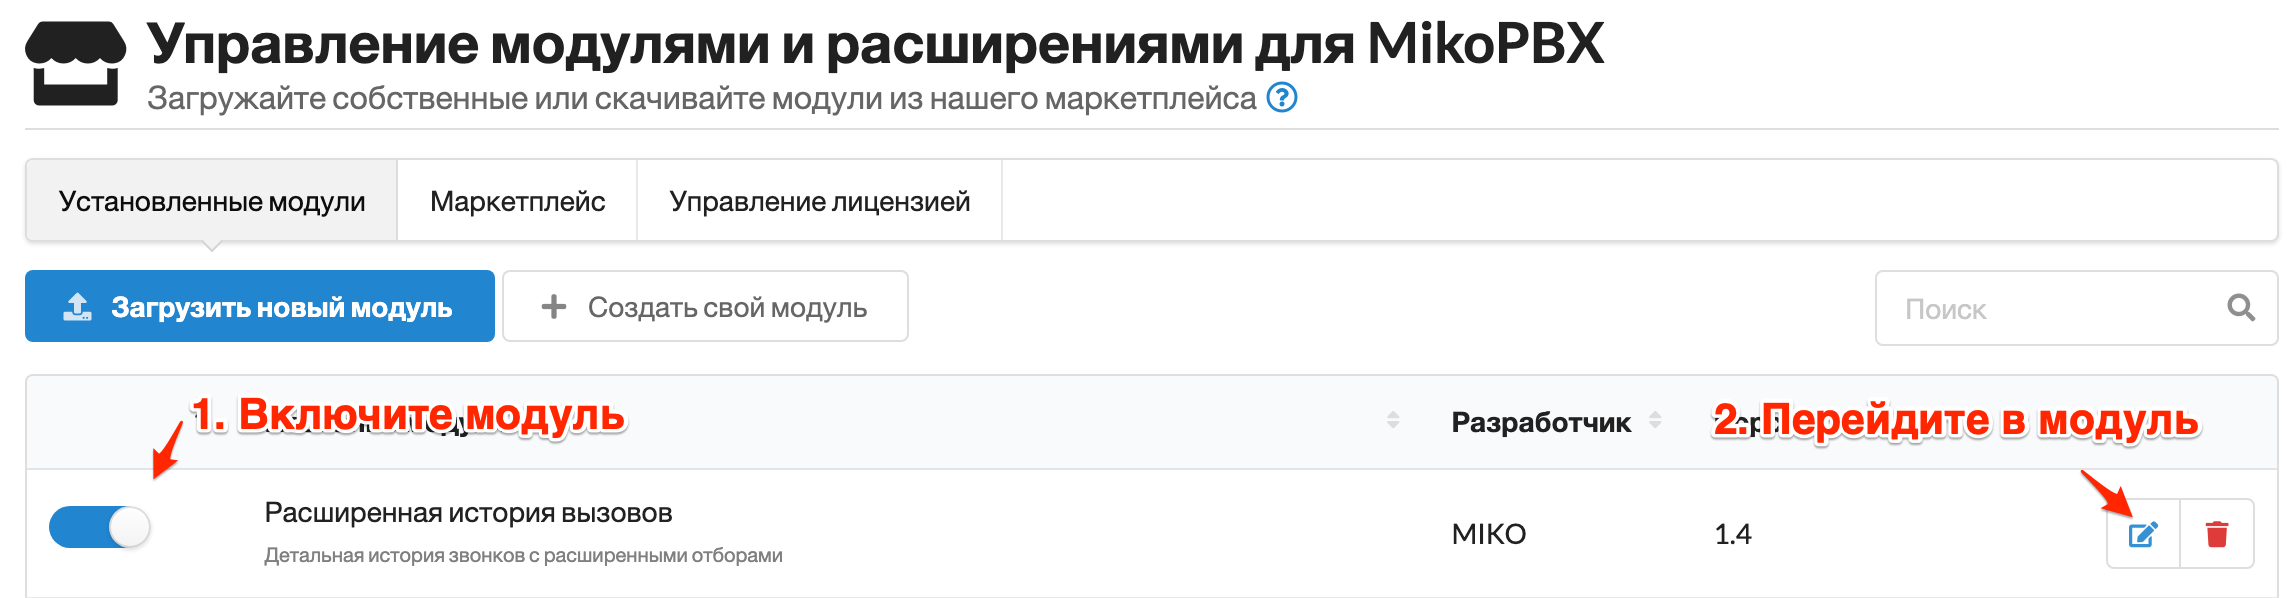 Управление модулями и расширениями для MikoPBX
Загружайте собственные или скачивайте модули из нашего маркетплейса ?
Установленные модули Маркетплейс Управление лицензией
Загрузить новый модуль Создать свой модуль Поиск
1. Включите модуль Разработчик 2. Перейдите в модуль
Расширенная история вызовов
Детальная история звонков с расширенными отборами
MIKO 1.4